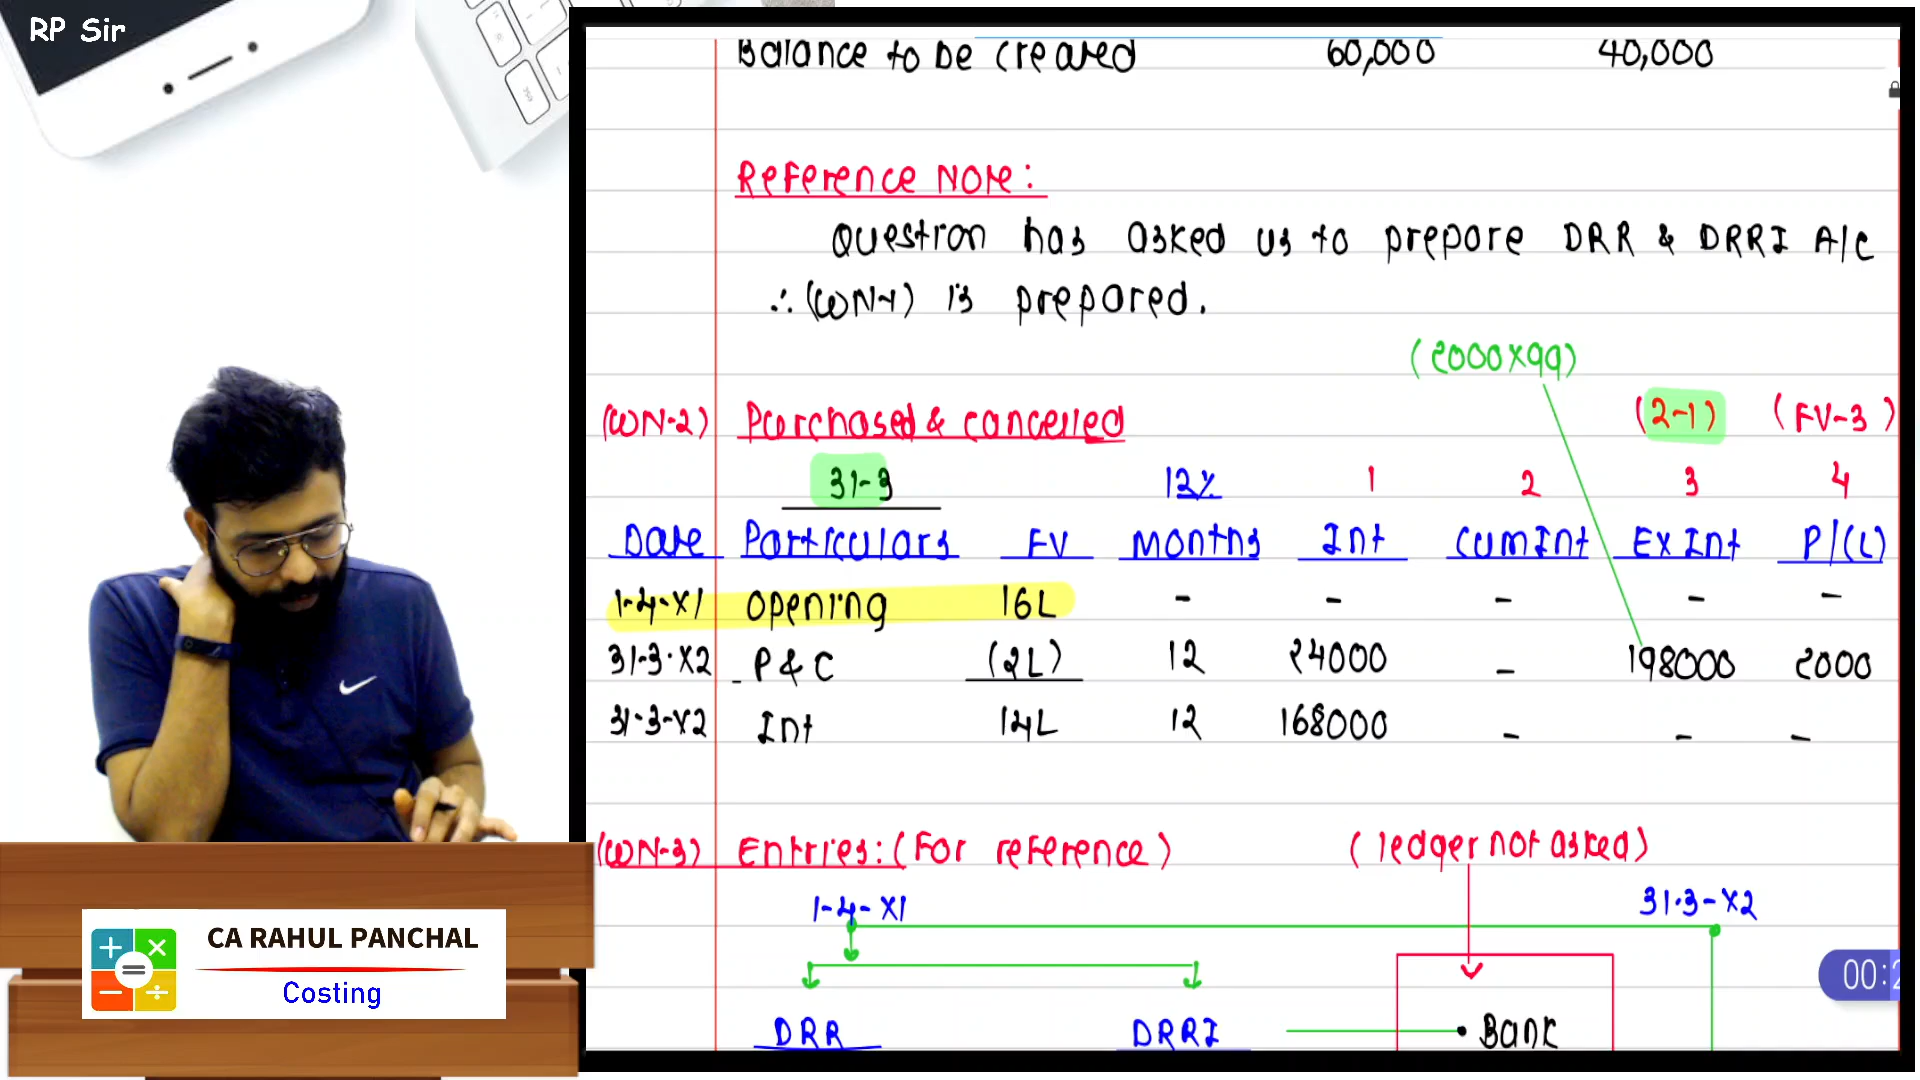 RP Sir
Balance to be created 60,000 40,000
Reference Note:
Question has asked us to prepare DRR & DRRI A/C
∴ (WN-1) is prepared.
(2000X99)
(WN-2) Purchased & cancelled (2-1) (FV-3)
31-3 12% 1 2 3 4
Date Particulars FV Months Int CumInt Ex Int P/(L)
1-4-X1 Opening 16L - - - - -
31-3-X2 P & C (2L) 12 24000 - 198000 2000
31-3-X2 Int 14L 12 168000 - - -
(WN-3) Entries: (For reference) (ledger not asked)
1-4-X1 31-3-X2
DRR DRRI Bank
00:2
CA RAHUL PANCHAL
Costing